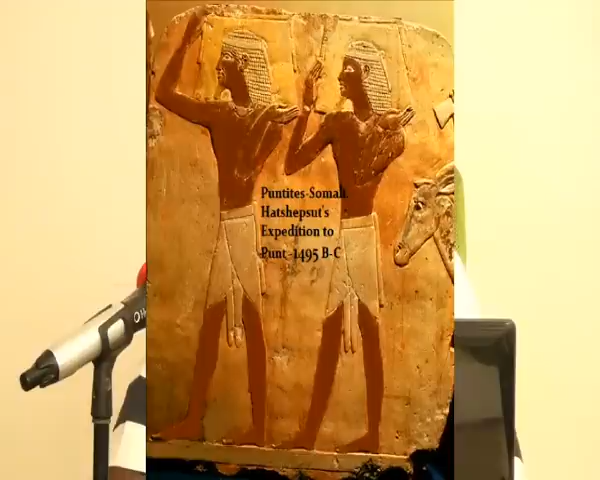 Puntites-Somali.
Hatshepsut's
Expedition to
Punt -1495 B-C